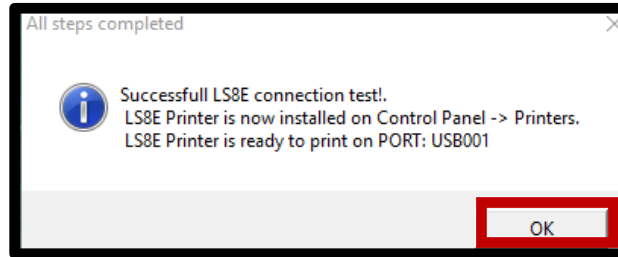 All steps completed
Successfull LS8E connection test!.
LS8E Printer is now installed on Control Panel -> Printers.
LS8E Printer is ready to print on PORT: USB001
OK